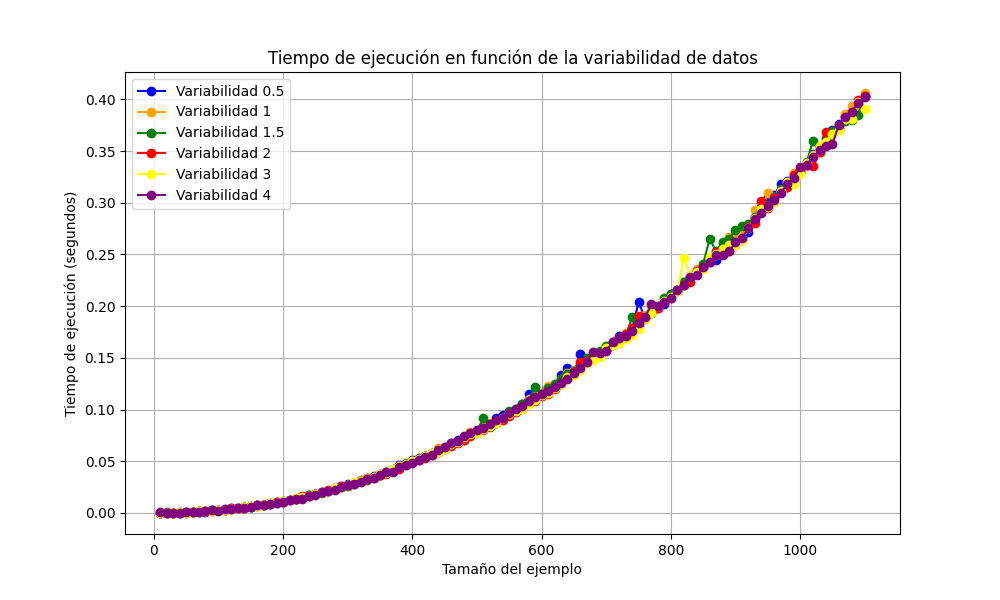 Tiempo de ejecución en función de la variabilidad de datos
Tiempo de ejecución (segundos)
0.40
0.35
0.30
0.25
0.20
0.15
0.10
0.05
0.00
Variabilidad 0.5
Variabilidad 1
Variabilidad 1.5
Variabilidad 2
Variabilidad 3
Variabilidad 4
0 200 400 600 800 1000
Tamaño del ejemplo